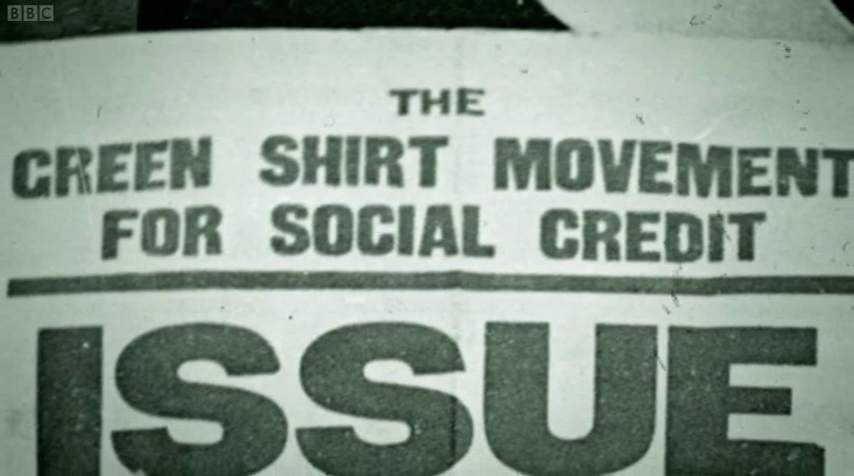 BBC
THE
GREEN SHIRT MOVEMENT
FOR SOCIAL CREDIT
ISSUE